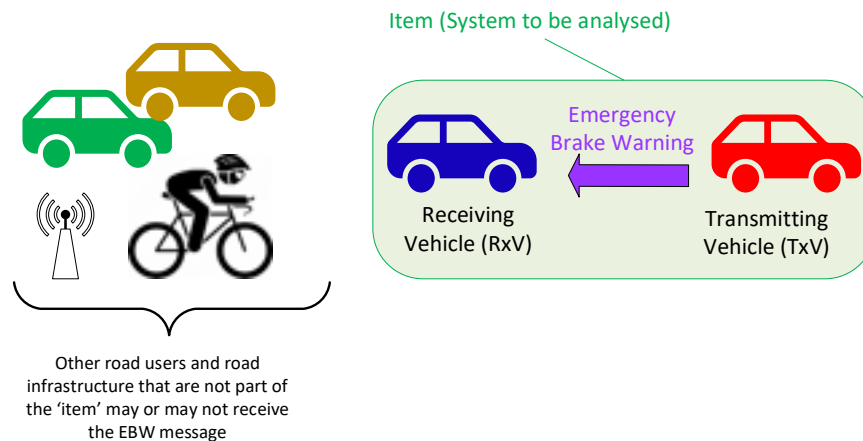 Item (System to be analysed)
Emergency
Brake Warning
Receiving
Vehicle (RxV)
Transmitting
Vehicle (TxV)
Other road users and road
infrastructure that are not part of
the ‘item’ may or may not receive
the EBW message